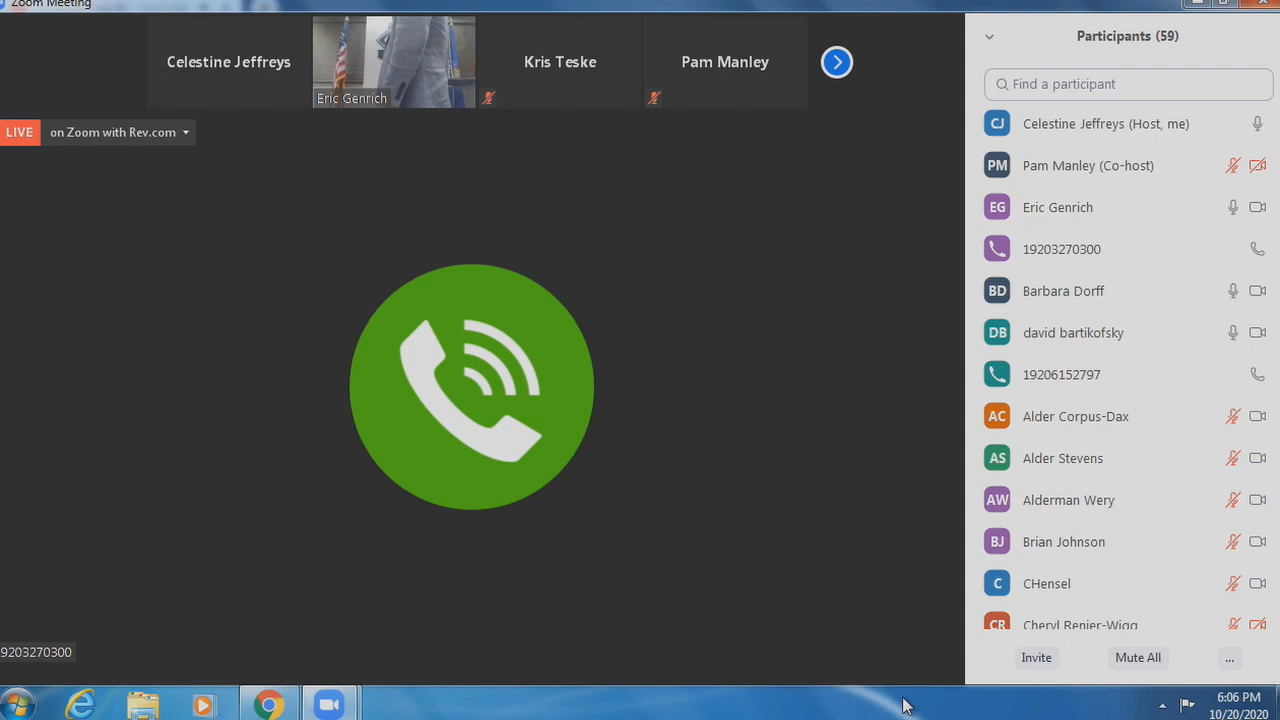 Zoom Meeting
Celestine Jeffreys
Eric Genrich
Kris Teske
Pam Manley
LIVE on Zoom with Rev.com
9203270300
Participants (59)
Find a participant
CJ Celestine Jeffreys (Host, me)
PM Pam Manley (Co-host)
EG Eric Genrich
19203270300
BD Barbara Dorff
DB david bartikofsky
19206152797
AC Alder Corpus-Dax
AS Alder Stevens
AW Alderman Wery
BJ Brian Johnson
C CHensel
CR Cheryl Renier-Wigg
Invite Mute All ...
6:06 PM
10/20/2020